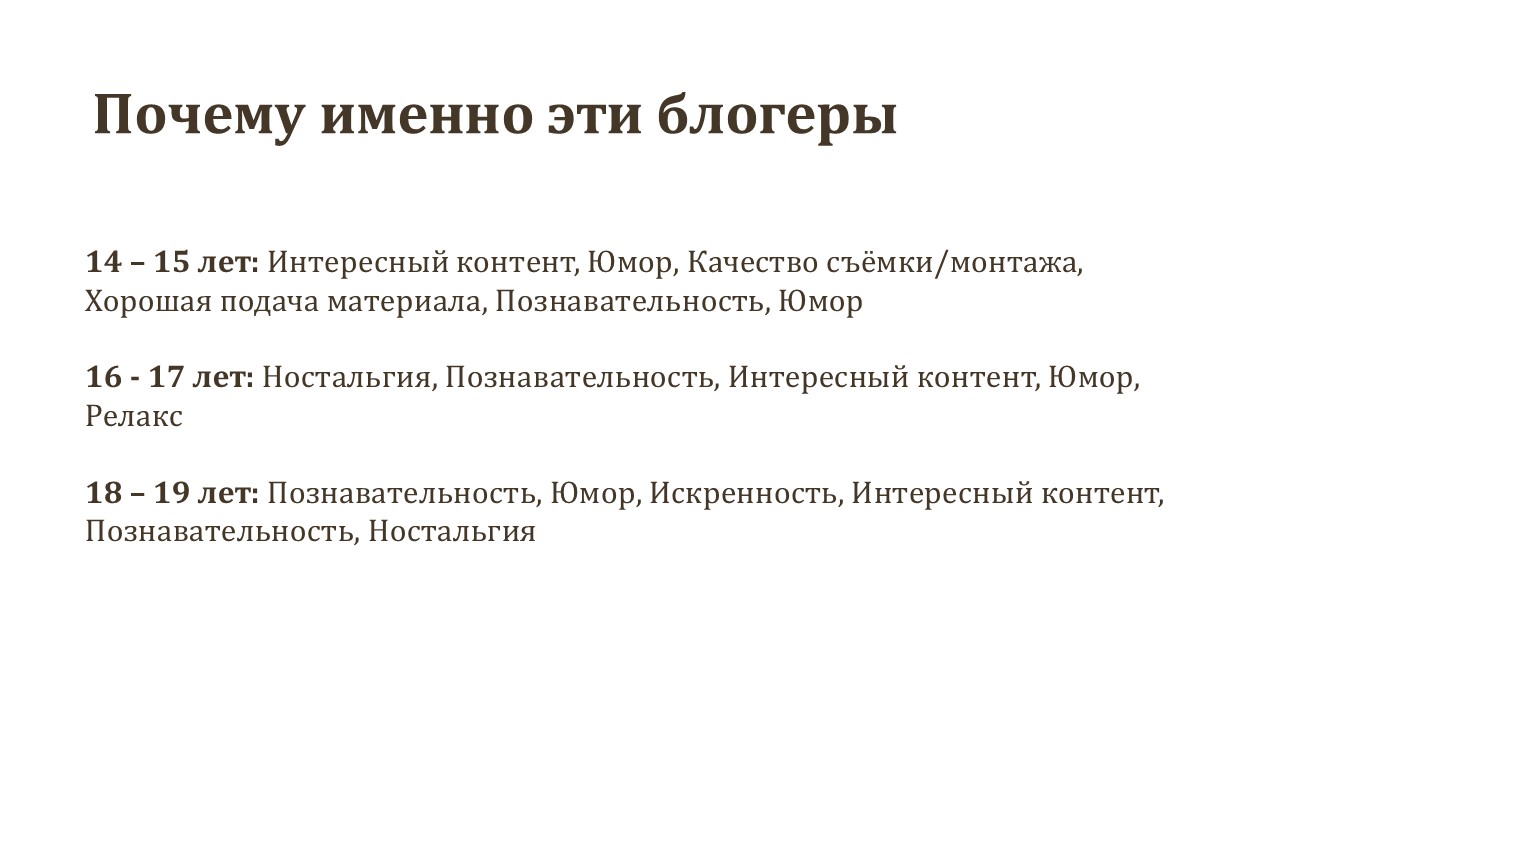 Почему именно эти блогеры
14 – 15 лет: Интересный контент, Юмор, Качество съёмки/монтажа,
Хорошая подача материала, Познавательность, Юмор
16 - 17 лет: Ностальгия, Познавательность, Интересный контент, Юмор,
Релакс
18 – 19 лет: Познавательность, Юмор, Искренность, Интересный контент,
Познавательность, Ностальгия